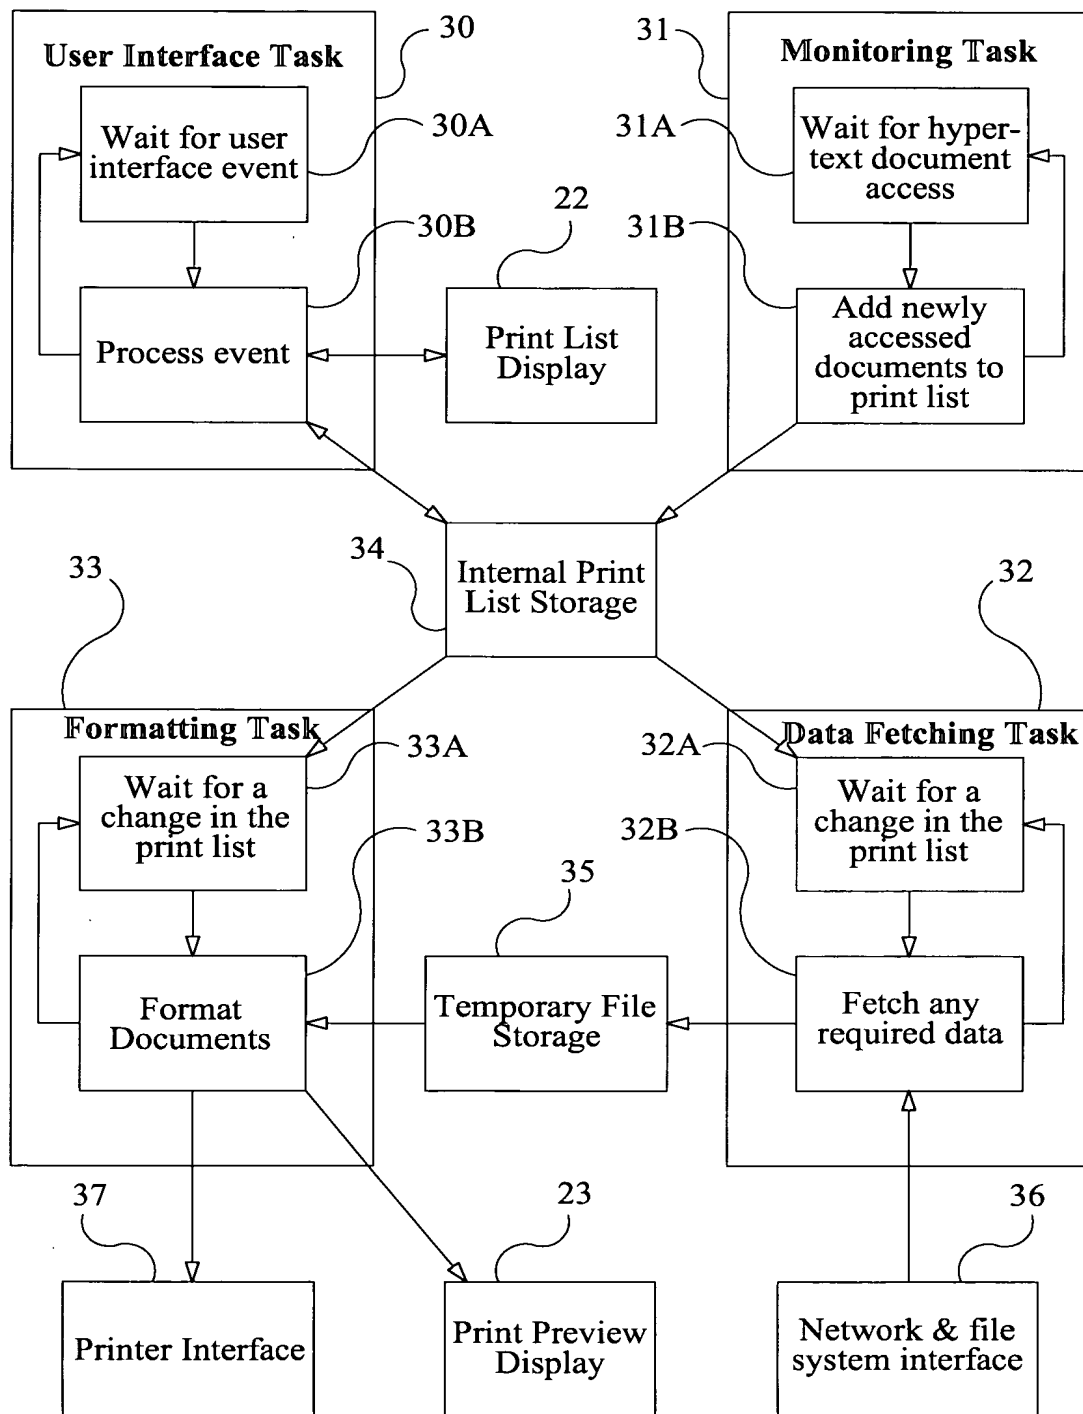 User Interface Task
30
31
Monitoring Task
Wait for user
interface event
30A
31A
Wait for hyper-
text document
access
30B
22
31B
Process event
Print List
Display
Add newly
accessed
documents to
print list
33
34
Internal Print
List Storage
32
Formatting Task
33A
32A
Data Fetching Task
Wait for a
change in the
print list
33B
32B
Wait for a
change in the
print list
35
Format
Documents
Temporary File
Storage
Fetch any
required data
37
23
36
Printer Interface
Print Preview
Display
Network & file
system interface